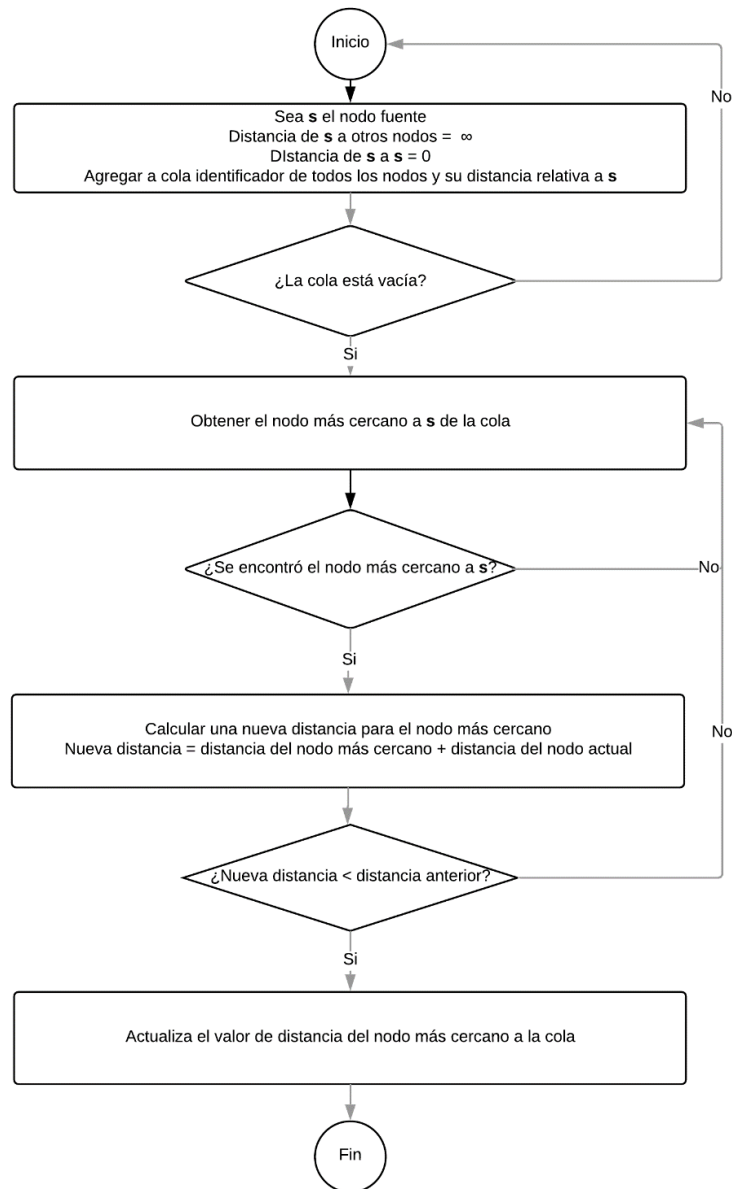 Inicio
No
Sea s el nodo fuente
Distancia de s a otros nodos = ∞
DIstancia de s a s = 0
Agregar a cola identificador de todos los nodos y su distancia relativa a s
¿La cola está vacía?
Si
Obtener el nodo más cercano a s de la cola
¿Se encontró el nodo más cercano a s?
No
Si
Calcular una nueva distancia para el nodo más cercano
Nueva distancia = distancia del nodo más cercano + distancia del nodo actual
No
¿Nueva distancia < distancia anterior?
Si
Actualiza el valor de distancia del nodo más cercano a la cola
Fin